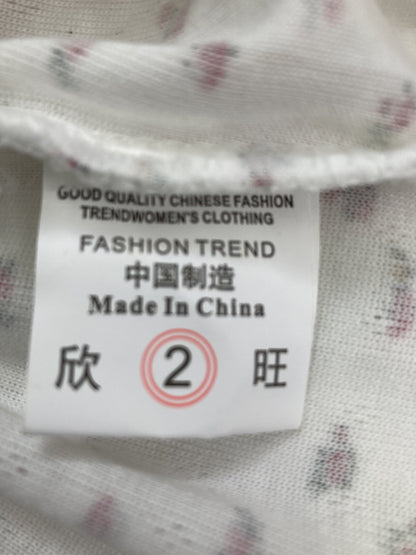 GOOD QUALITY CHINESE FASHION
TRENDWOMEN'S CLOTHING
FASHION TREND
中国制造
Made In China
欣 2 旺